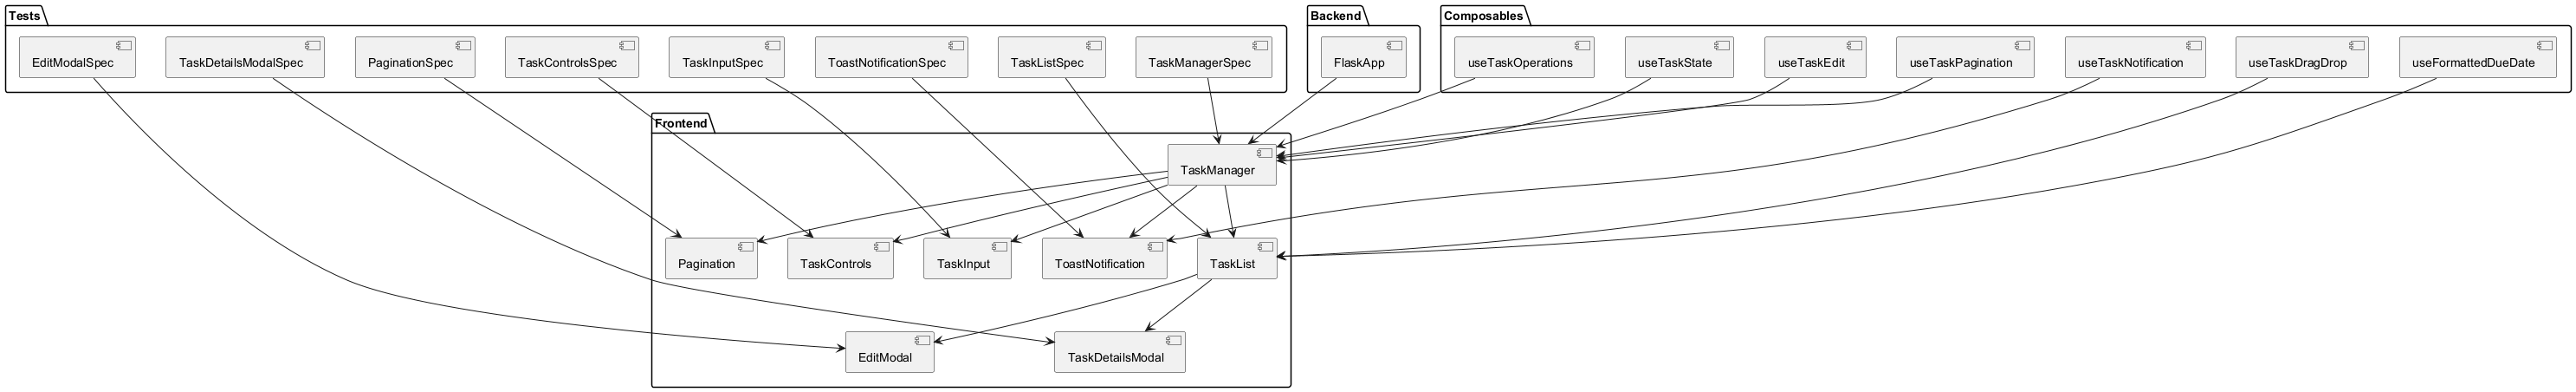 Tests
Backend
Composables
EditModalSpec
TaskDetailsModalSpec
PaginationSpec
TaskControlsSpec
TaskInputSpec
ToastNotificationSpec
TaskListSpec
TaskManagerSpec
FlaskApp
useTaskOperations
useTaskState
useTaskEdit
useTaskPagination
useTaskNotification
useTaskDragDrop
useFormattedDueDate
Frontend
TaskManager
Pagination
TaskControls
TaskInput
ToastNotification
TaskList
EditModal
TaskDetailsModal